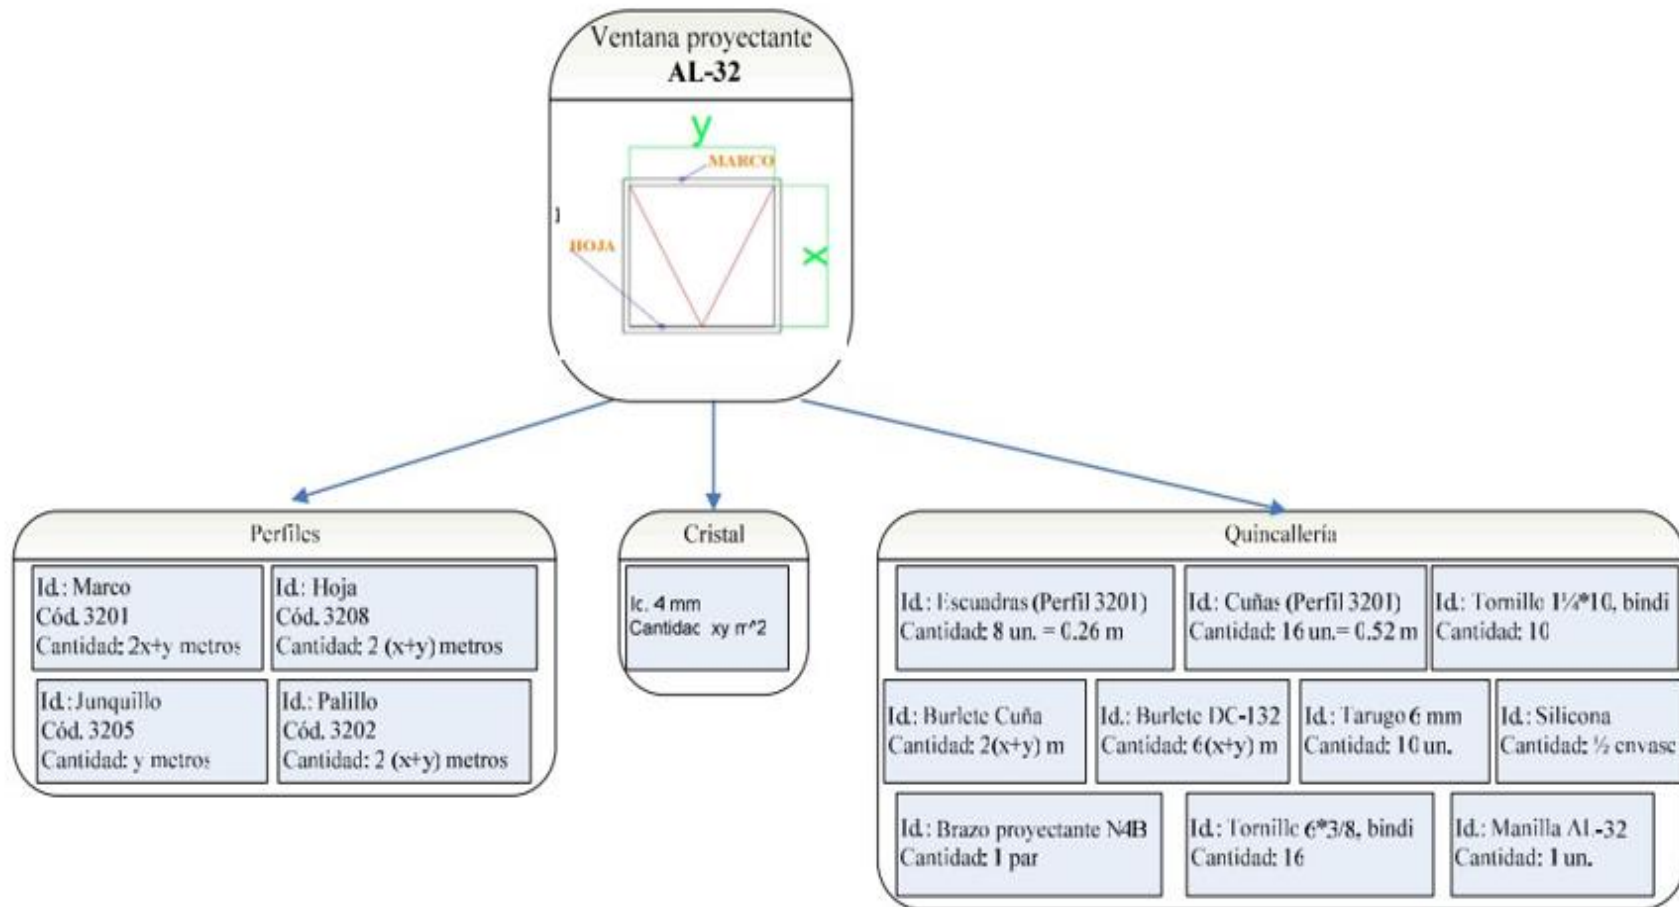 Ventana proyectante
AL-32
y
MARCO
HOJA
x
Perfiles
Id.: Marco
Cód. 3201
Cantidad: 2x+y metros
Id.: Hoja
Cód. 3208
Cantidad: 2 (x+y) metros
Id.: Junquillo
Cód. 3205
Cantidad: y metros
Id.: Palillo
Cód. 3202
Cantidad: 2 (x+y) metros
Cristal
Ic. 4 mm
Cantidac xy m^2
Quincallería
Id.: Escuadras (Perfil 3201)
Cantidad: 8 un. = 0.26 m
Id.: Cuñas (Perfil 3201)
Cantidad: 16 un.= 0.52 m
Id.: Tornillo 1¼*10, bindi
Cantidad: 10
Id.: Burlete Cuña
Cantidad: 2(x+y) m
Id.: Burlete DC-132
Cantidad: 6(x+y) m
Id.: Tarugo 6 mm
Cantidad: 10 un.
Id.: Silicona
Cantidad: ½ envase
Id.: Brazo proyectante N4B
Cantidad: 1 par
Id.: Tornillo 6*3/8, bindi
Cantidad: 16
Id.: Manilla AL-32
Cantidad: 1 un.